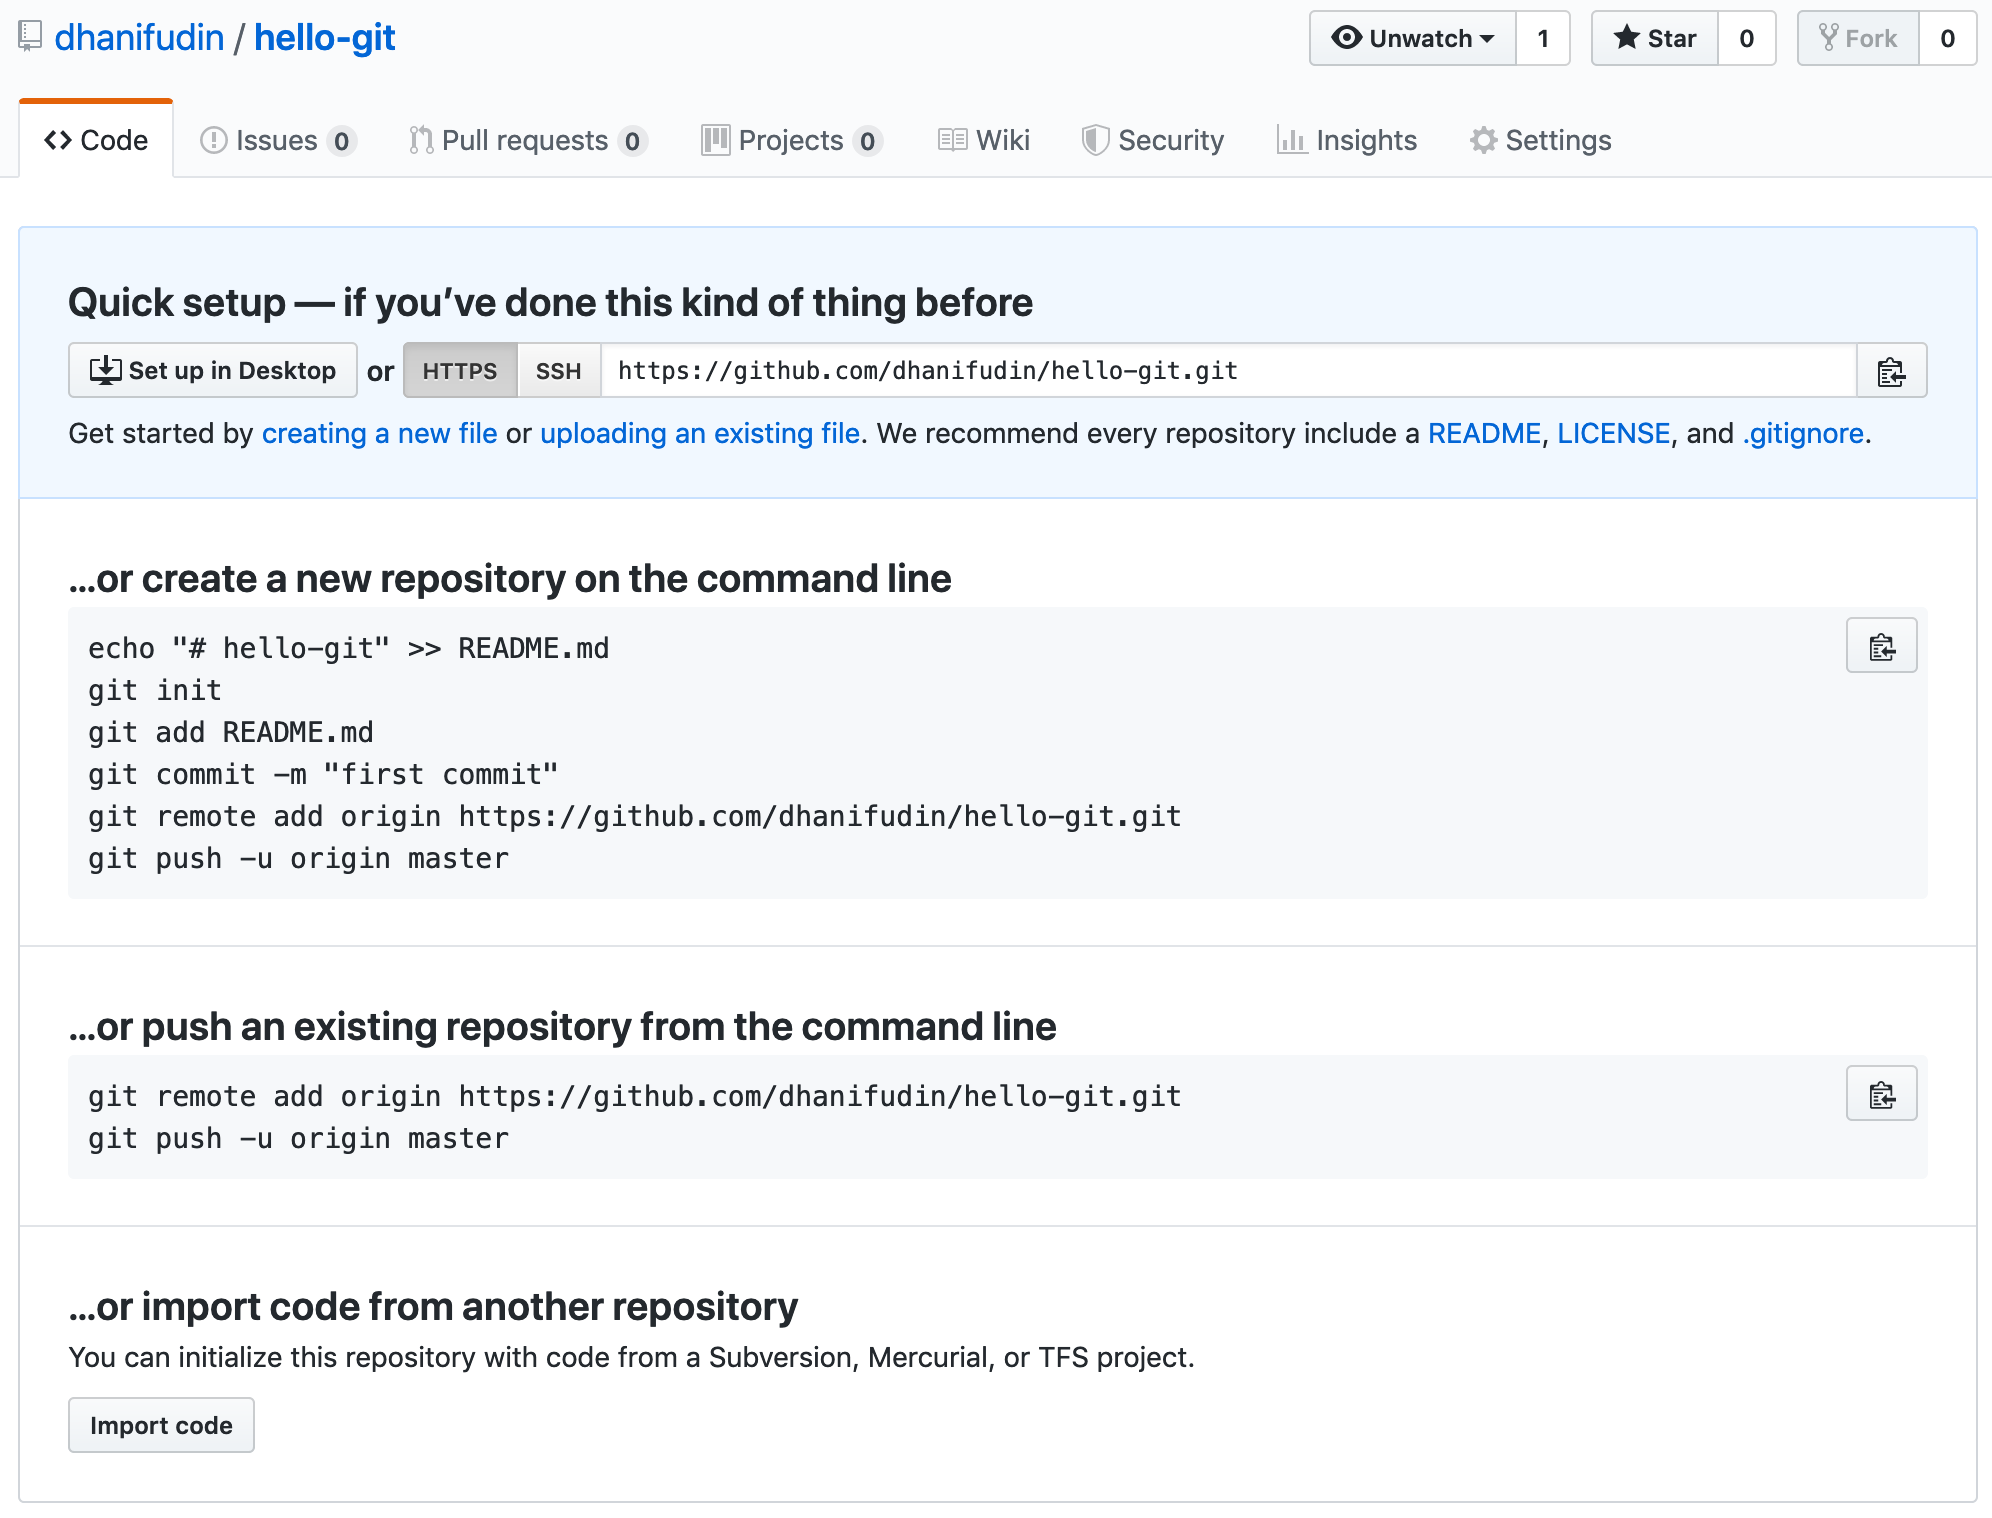 dhanifudin / hello-git
Unwatch 1 Star 0 Fork 0
Code Issues 0 Pull requests 0 Projects 0 Wiki Security Insights Settings
Quick setup — if you’ve done this kind of thing before
Set up in Desktop or HTTPS SSH https://github.com/dhanifudin/hello-git.git
Get started by creating a new file or uploading an existing file. We recommend every repository include a README, LICENSE, and .gitignore.
…or create a new repository on the command line
echo "# hello-git" >> README.md
git init
git add README.md
git commit -m "first commit"
git remote add origin https://github.com/dhanifudin/hello-git.git
git push -u origin master
…or push an existing repository from the command line
git remote add origin https://github.com/dhanifudin/hello-git.git
git push -u origin master
…or import code from another repository
You can initialize this repository with code from a Subversion, Mercurial, or TFS project.
Import code